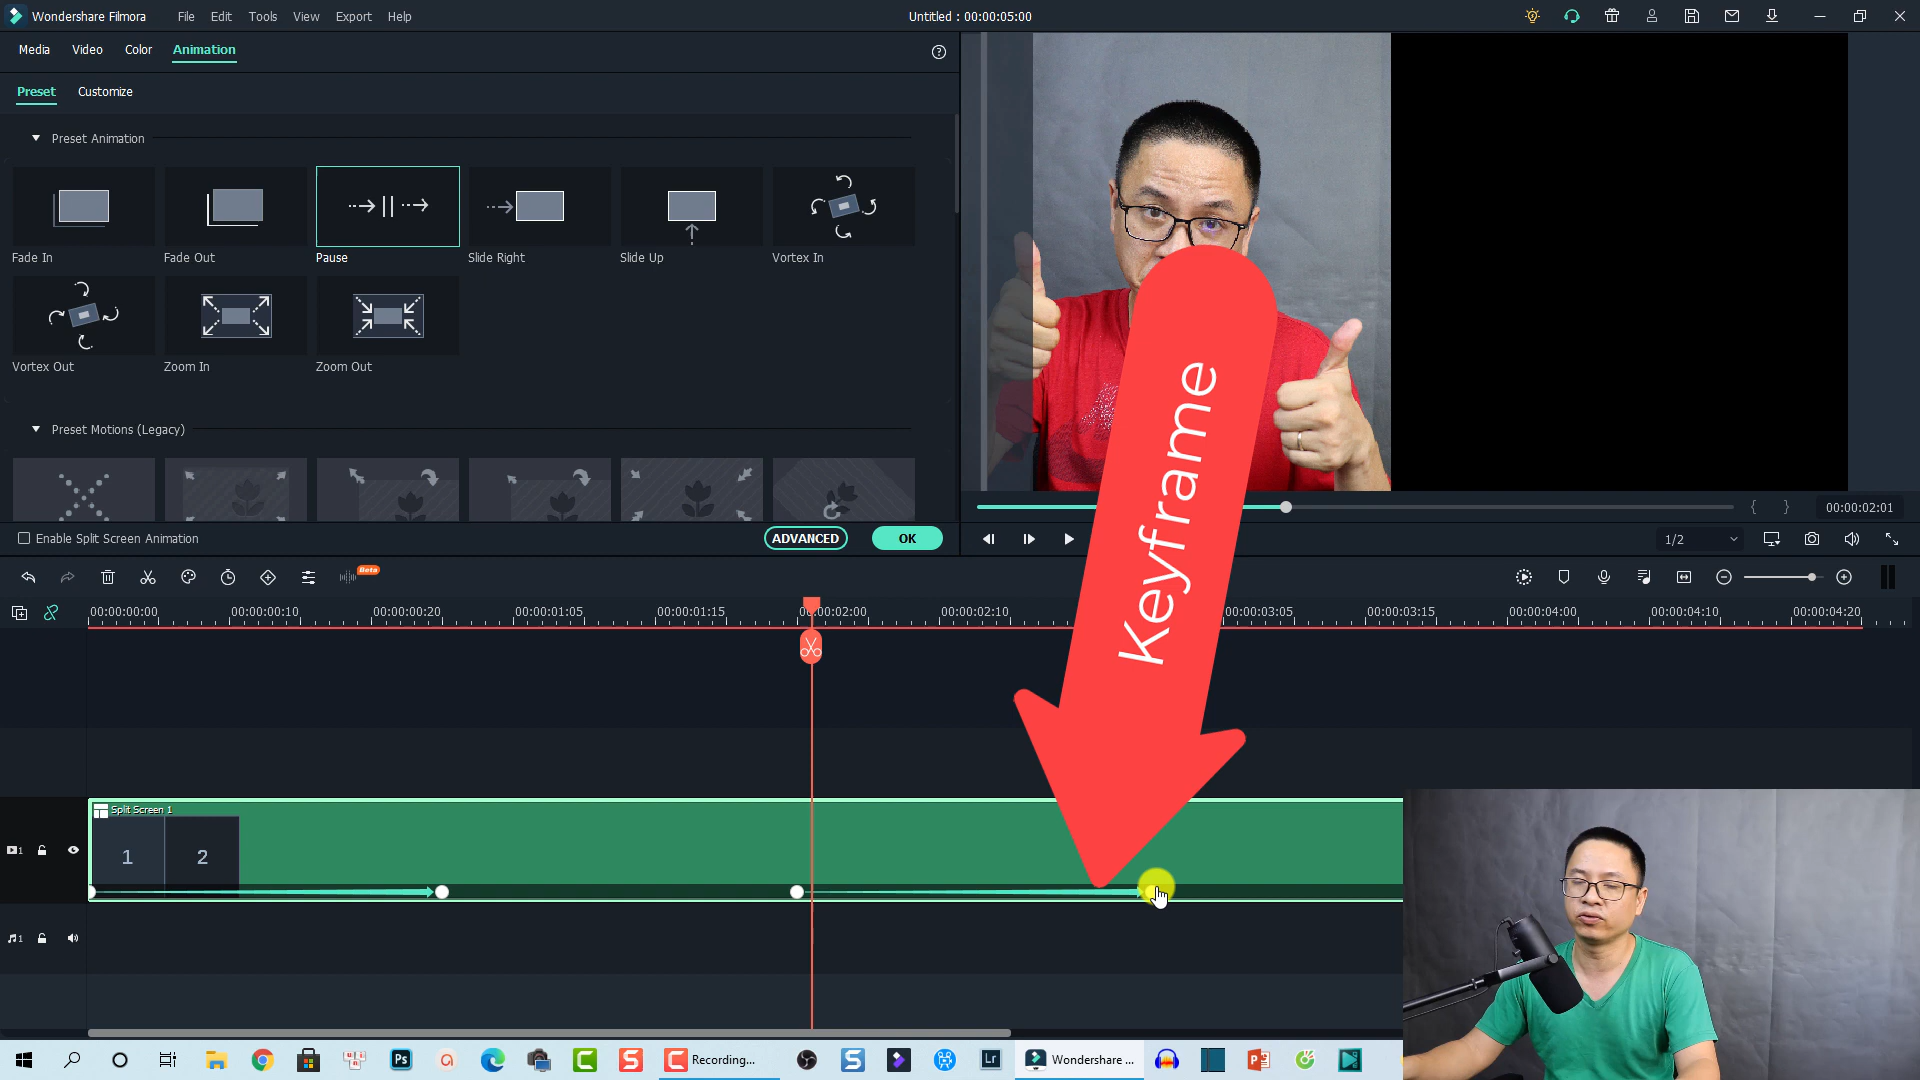 Wondershare Filmora File Edit Tools View Export Help Untitled : 00:00:05:00
Media Video Color Animation
Preset Customize
Preset Animation
Fade In Fade Out Pause Slide Right Slide Up Vortex In
Vortex Out Zoom In Zoom Out
Preset Motions (Legacy)
Enable Split Screen Animation ADVANCED OK
Keyframe
{ } 00:00:02:01
1/2
Beta
00:00:00:00 00:00:00:10 00:00:00:20 00:00:01:05 00:00:01:15 00:00:02:00 00:00:02:10 00:00:03:05 00:00:03:15 00:00:04:00 00:00:04:10 00:00:04:20
Split Screen 1
1 2
1
1
Ps Recording... Lr Wondershare ...